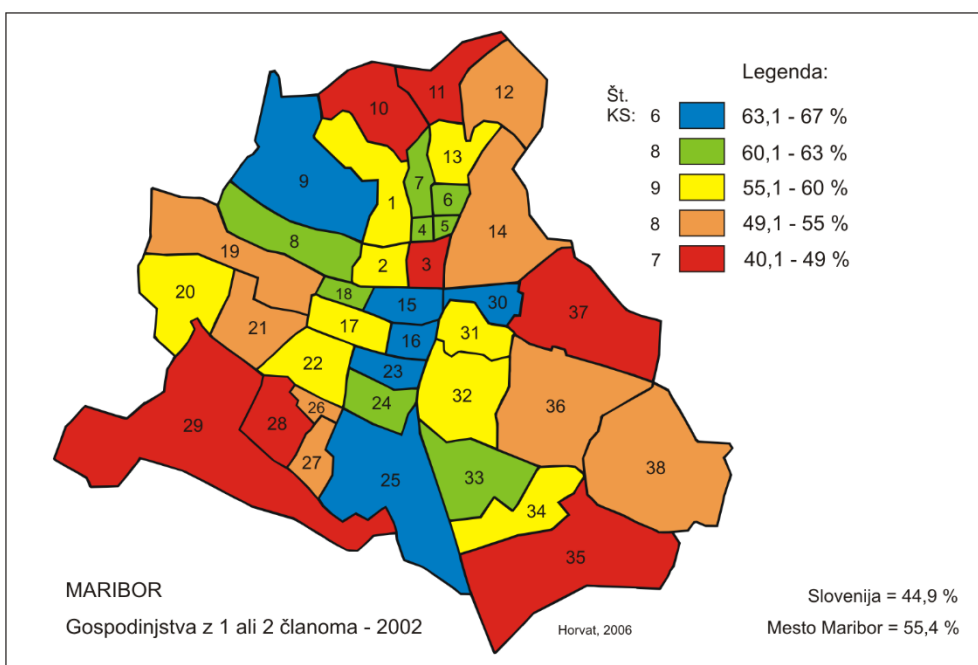 Legenda:
Št.
KS:
6 63,1 - 67 %
8 60,1 - 63 %
9 55,1 - 60 %
8 49,1 - 55 %
7 40,1 - 49 %
11
12
10
13
9
7
6
1
4
5
14
8
19
2
3
20
18
15
30
37
21
17
16
31
22
23
24
32
36
26
29
28
27
25
33
38
34
35
MARIBOR
Gospodinjstva z 1 ali 2 članoma - 2002
Horvat, 2006
Slovenija = 44,9 %
Mesto Maribor = 55,4 %